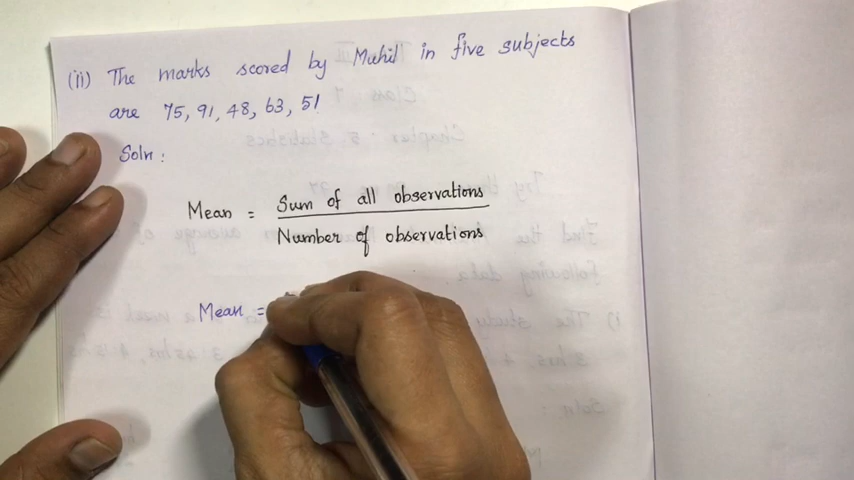 (ii) The marks scored by Muhil in five subjects
are 75, 91, 48, 63, 51.
Soln :
Mean = Sum of all observations
Number of observations
Mean =